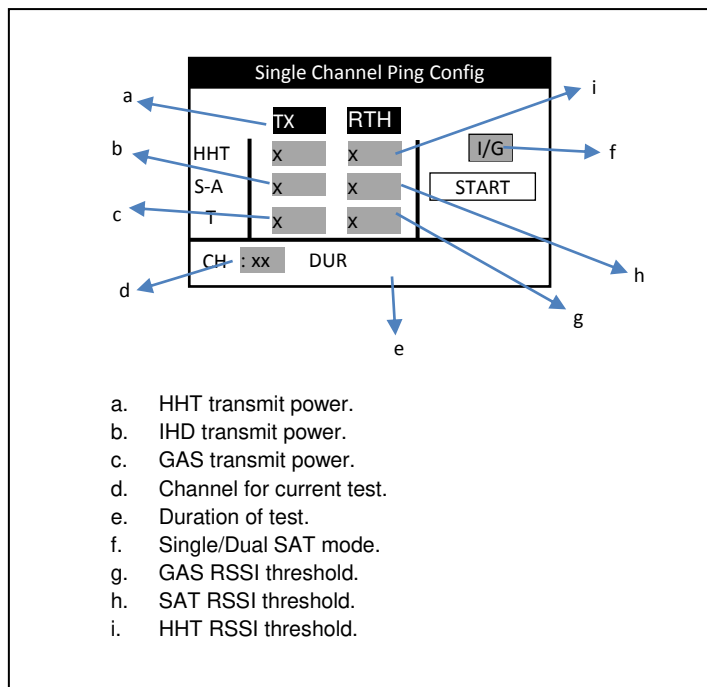 Single Channel Ping Config
a
TX RTH
i
b
HHT x x I/G
f
S-A x x START
c
T x x
CH : xx DUR
d
h
g
e
a. HHT transmit power.
b. IHD transmit power.
c. GAS transmit power.
d. Channel for current test.
e. Duration of test.
f. Single/Dual SAT mode.
g. GAS RSSI threshold.
h. SAT RSSI threshold.
i. HHT RSSI threshold.